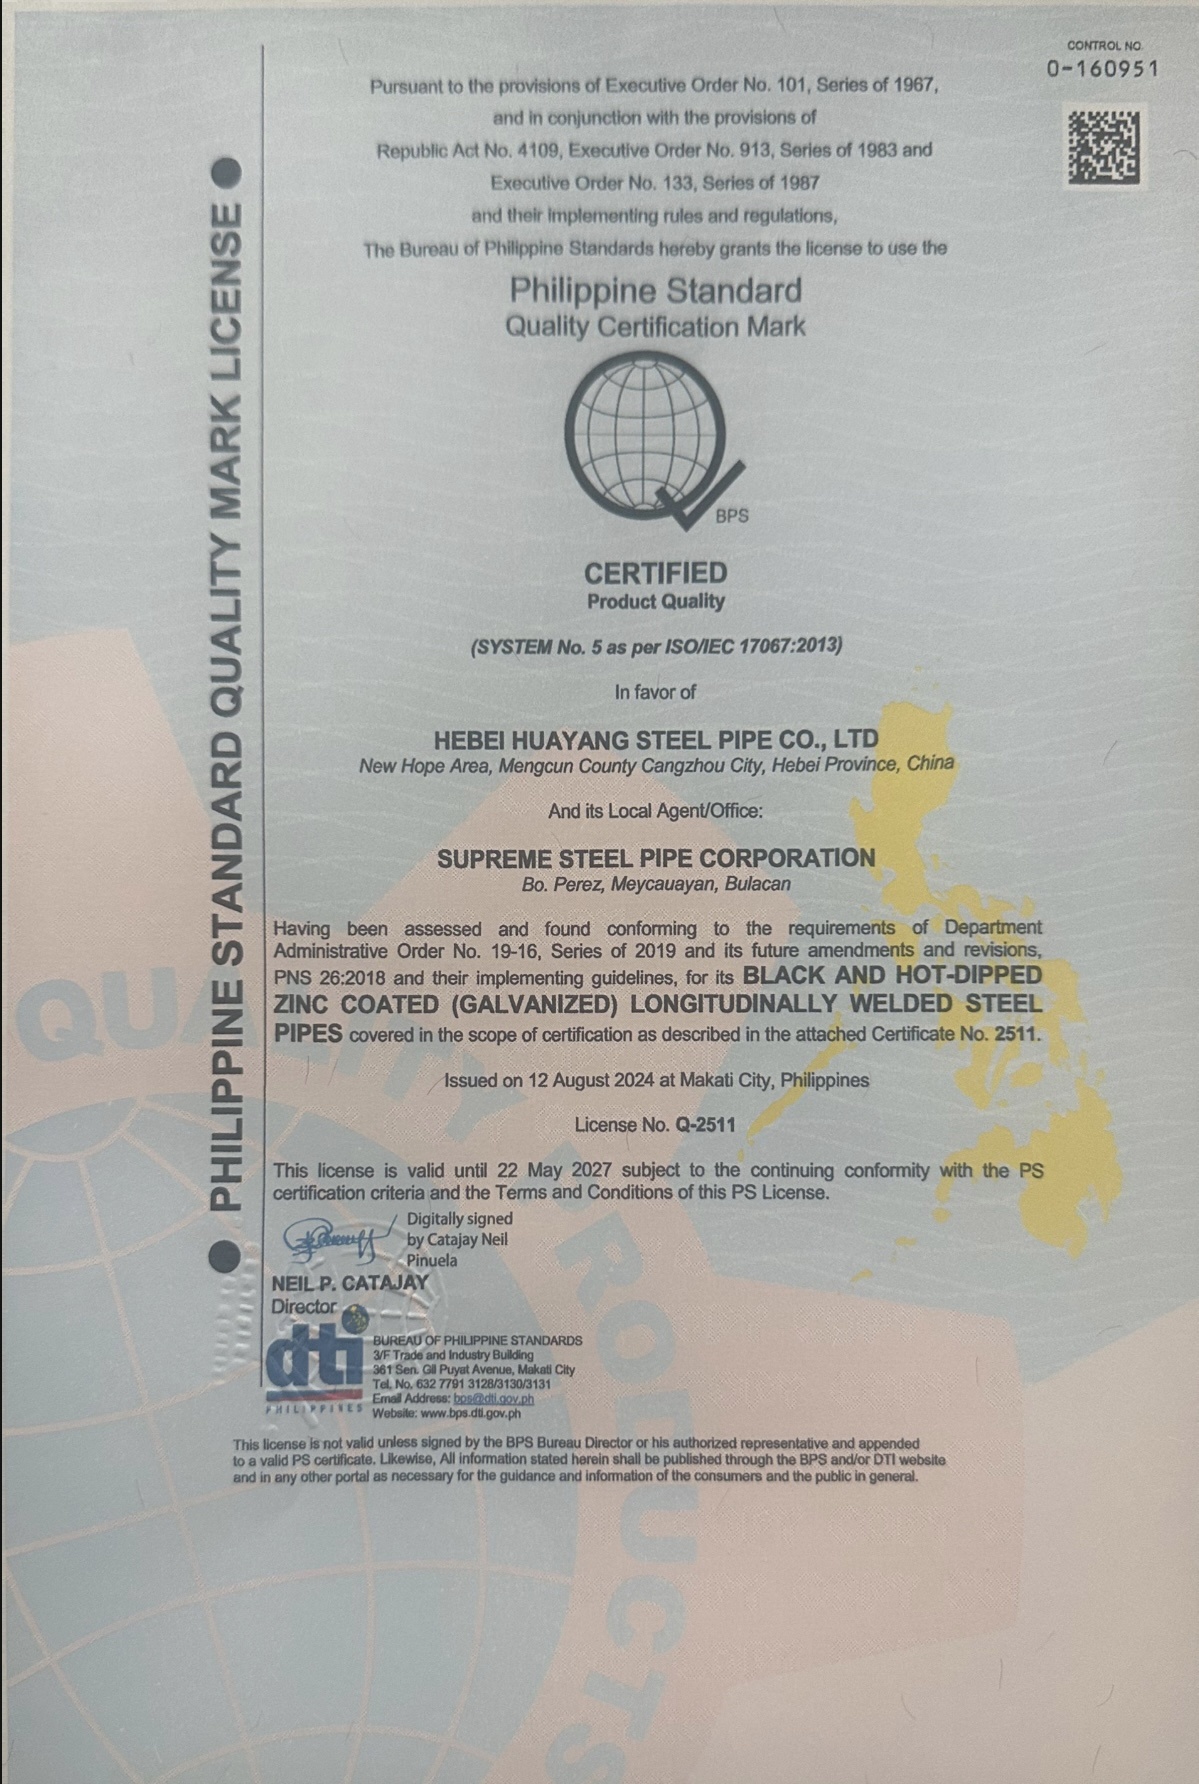 CONTROL NO.
0-160951
Pursuant to the provisions of Executive Order No. 101, Series of 1967,
and in conjunction with the provisions of
Republic Act No. 4109, Executive Order No. 913, Series of 1983 and
Executive Order No. 133, Series of 1987
and their implementing rules and regulations,
The Bureau of Philippine Standards hereby grants the license to use the
Philippine Standard
Quality Certification Mark
BPS
CERTIFIED
Product Quality
(SYSTEM No. 5 as per ISO/IEC 17067:2013)
In favor of
HEBEI HUAYANG STEEL PIPE CO., LTD
New Hope Area, Mengcun County Cangzhou City, Hebei Province, China
And its Local Agent/Office:
SUPREME STEEL PIPE CORPORATION
Bo. Perez, Meycauayan, Bulacan
Having been assessed and found conforming to the requirements of Department
Administrative Order No. 19-16, Series of 2019 and its future amendments and revisions,
PNS 26:2018 and their implementing guidelines, for its BLACK AND HOT-DIPPED
ZINC COATED (GALVANIZED) LONGITUDINALLY WELDED STEEL
PIPES covered in the scope of certification as described in the attached Certificate No. 2511.
Issued on 12 August 2024 at Makati City, Philippines
License No. Q-2511
This license is valid until 22 May 2027 subject to the continuing conformity with the PS
certification criteria and the Terms and Conditions of this PS License.
Digitally signed
by Catajay Neil
Pinuela
NEIL P. CATAJAY
Director
dti
PHILIPPINES
BUREAU OF PHILIPPINE STANDARDS
3/F Trade and Industry Building
361 Sen. Gil Puyat Avenue, Makati City
Tel. No. 632 7791 3128/3130/3131
Email Address: bps@dti.gov.ph
Website: www.bps.dti.gov.ph
This license is not valid unless signed by the BPS Bureau Director or his authorized representative and appended
to a valid PS certificate. Likewise, All information stated herein shall be published through the BPS and/or DTI website
and in any other portal as necessary for the guidance and information of the consumers and the public in general.
PHILIPPINE STANDARD QUALITY MARK LICENSE
QUALITY PRODUCTS